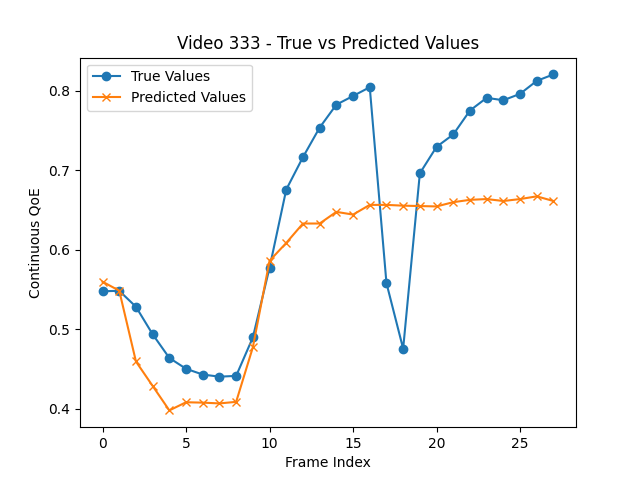 Video 333 - True vs Predicted Values
True Values
Predicted Values
Continuous QoE
0.8
0.7
0.6
0.5
0.4
0 5 10 15 20 25
Frame Index